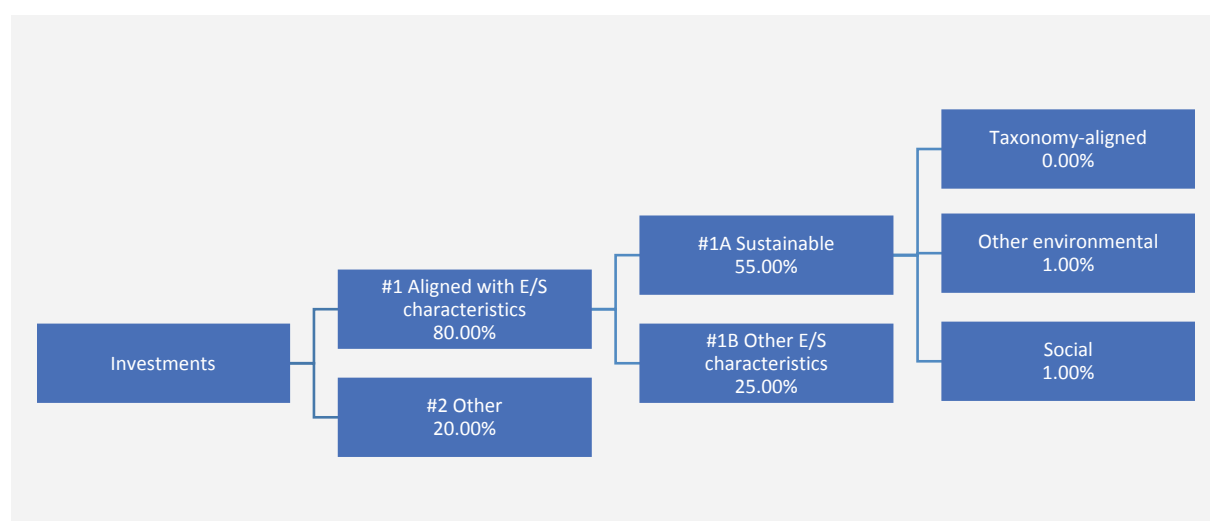 Investments
#1 Aligned with E/S
characteristics
80.00%
#2 Other
20.00%
#1A Sustainable
55.00%
#1B Other E/S
characteristics
25.00%
Taxonomy-aligned
0.00%
Other environmental
1.00%
Social
1.00%